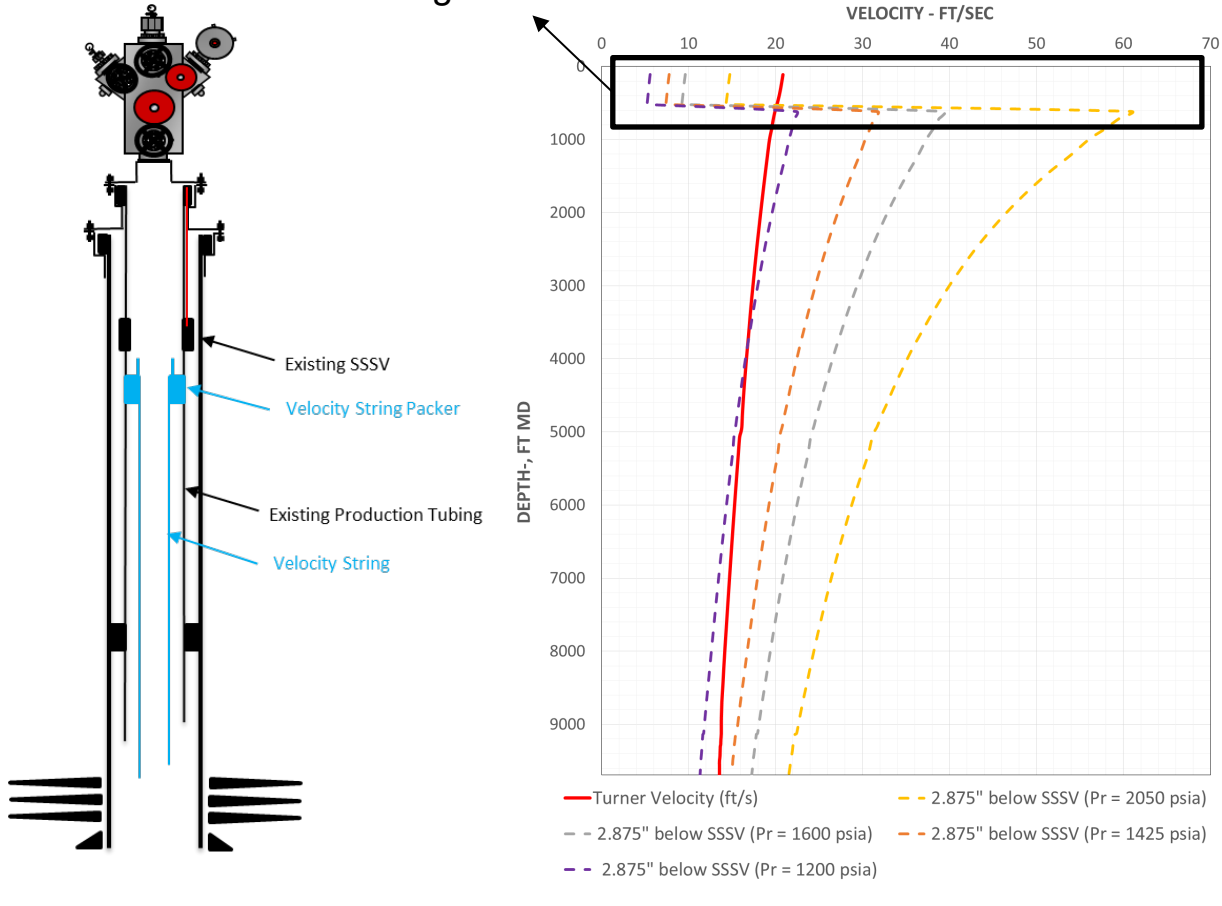 VELOCITY - FT/SEC
0 10 20 30 40 50 60 70
0
1000
2000
3000
4000
5000
6000
7000
8000
9000
DEPTH-, FT MD
Existing SSSV
Velocity String Packer
Existing Production Tubing
Velocity String
Turner Velocity (ft/s)
2.875" below SSSV (Pr = 2050 psia)
2.875" below SSSV (Pr = 1600 psia)
2.875" below SSSV (Pr = 1425 psia)
2.875" below SSSV (Pr = 1200 psia)